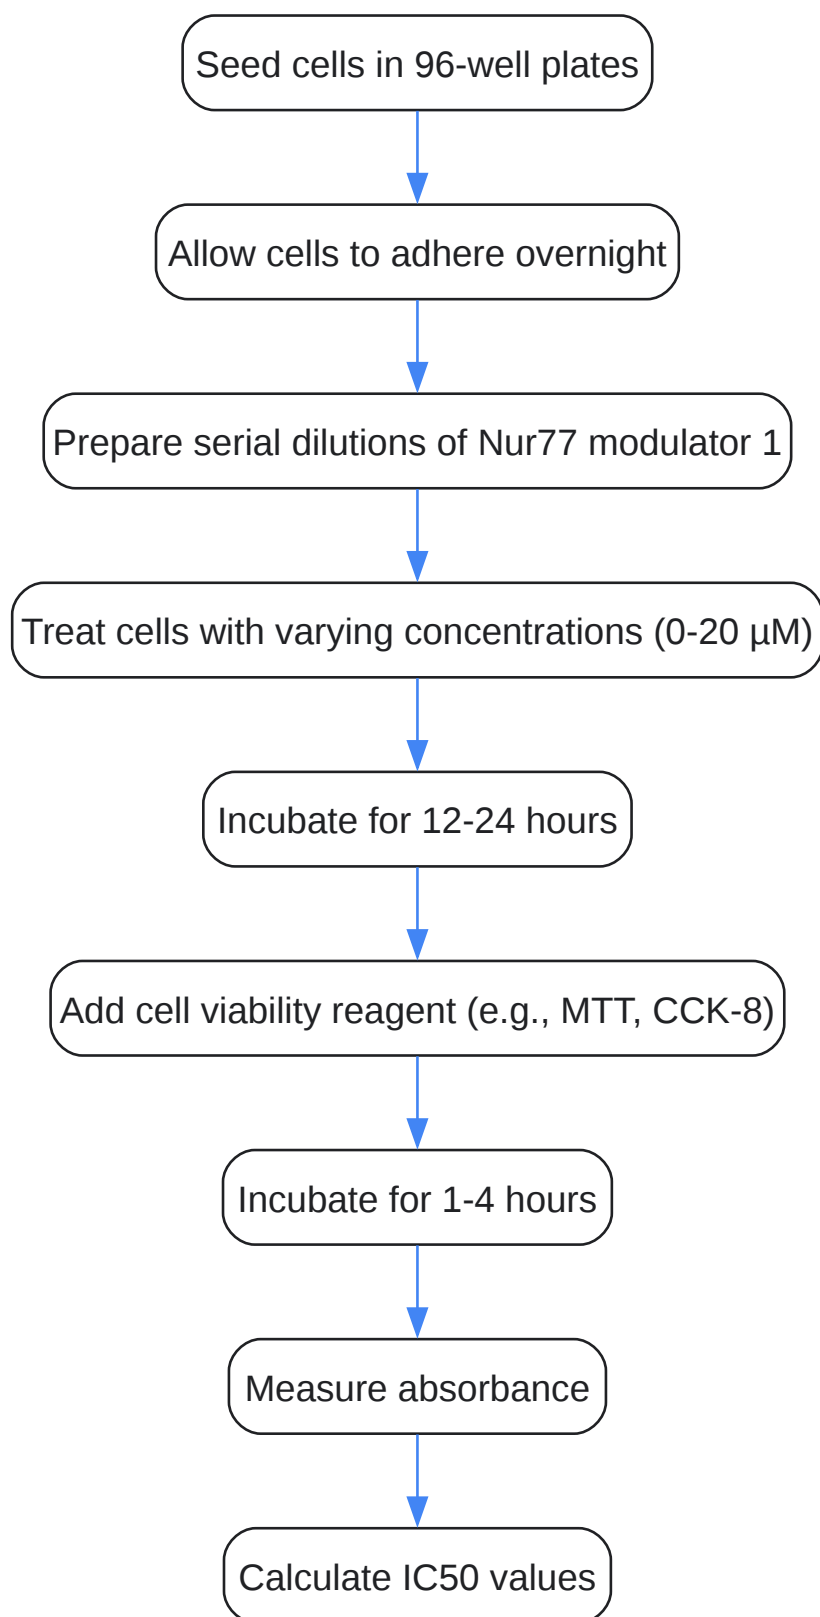 Seed cells in 96-well plates
Allow cells to adhere overnight
Prepare serial dilutions of Nur77 modulator 1
Treat cells with varying concentrations (0-20 µM)
Incubate for 12-24 hours
Add cell viability reagent (e.g., MTT, CCK-8)
Incubate for 1-4 hours
Measure absorbance
Calculate IC50 values